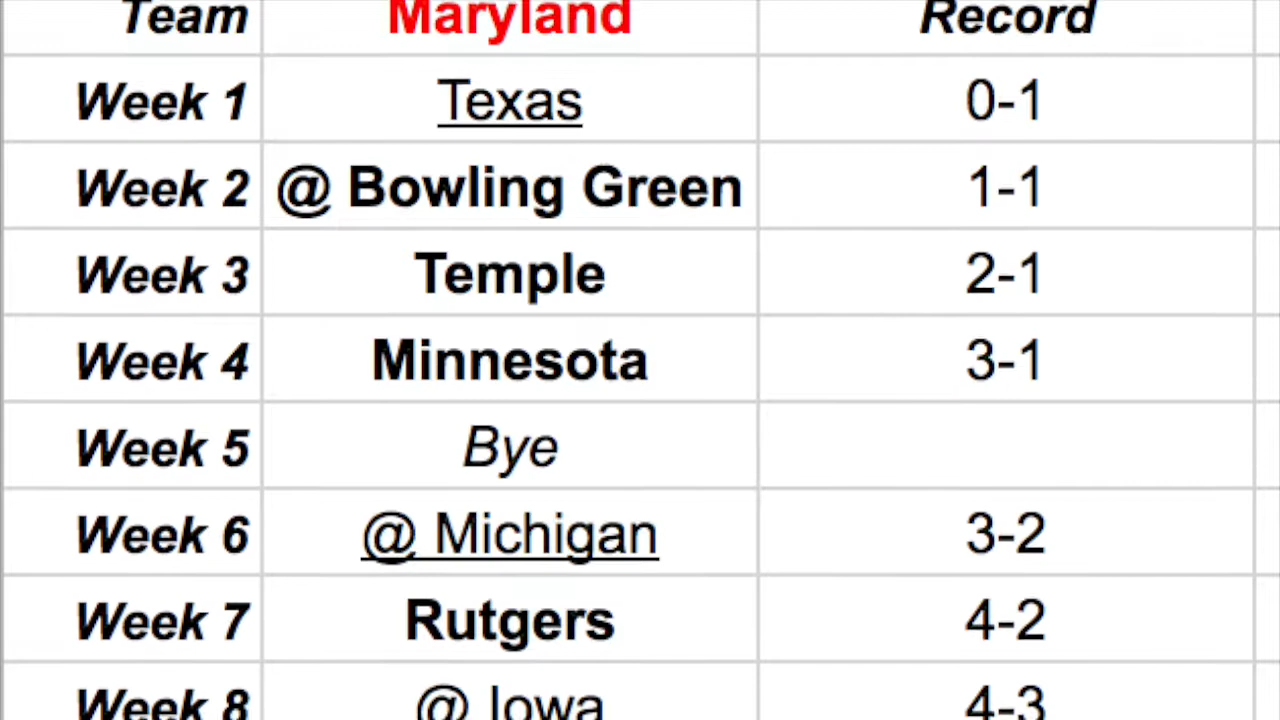 Team Maryland Record
Week 1 Texas 0-1
Week 2 @ Bowling Green 1-1
Week 3 Temple 2-1
Week 4 Minnesota 3-1
Week 5 Bye
Week 6 @ Michigan 3-2
Week 7 Rutgers 4-2
Week 8 @ Iowa 4-3